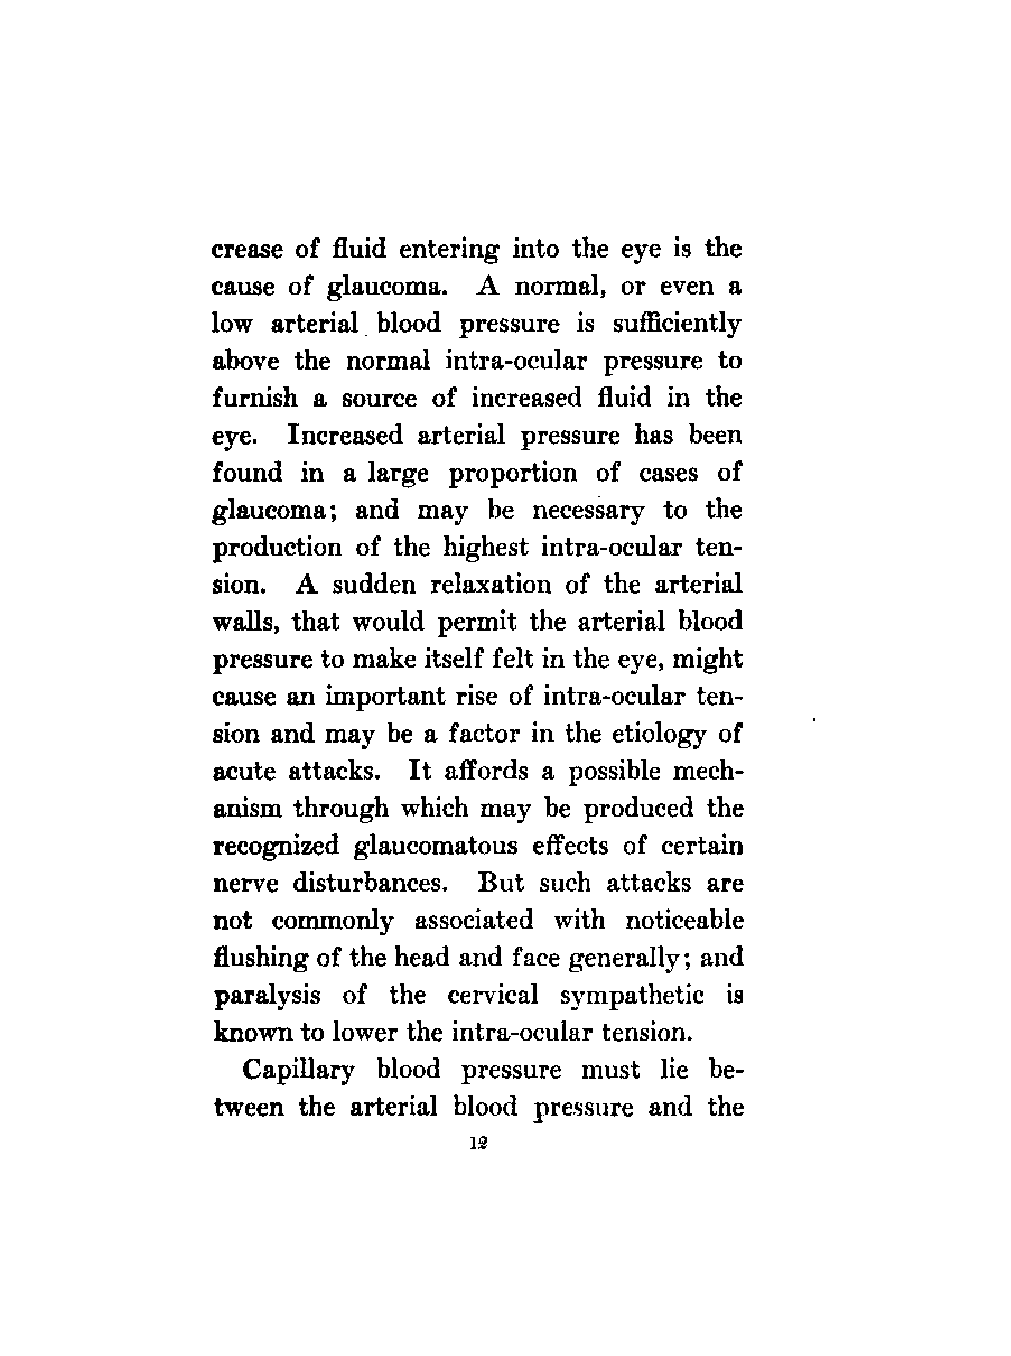 crease of fluid entering into the eye is the
cause of glaucoma. A normal, or even a
low arterial blood pressure is sufficiently
above the normal intra-ocular pressure to
furnish a source of increased fluid in the
eye. Increased arterial pressure has been
found in a large proportion of cases of
glaucoma; and may be necessary to the
production of the highest intra-ocular ten-
sion. A sudden relaxation of the arterial
walls, that would permit the arterial blood
pressure to make itself felt in the eye, might
cause an important rise of intra-ocular ten-
sion and may be a factor in the etiology of
acute attacks. It affords a possible mech-
anism through which may be produced the
recognized glaucomatous effects of certain
nerve disturbances. But such attacks are
not commonly associated with noticeable
flushing of the head and face generally; and
paralysis of the cervical sympathetic is
known to lower the intra-ocular tension.
Capillary blood pressure must lie be-
tween the arterial blood pressure and the
12